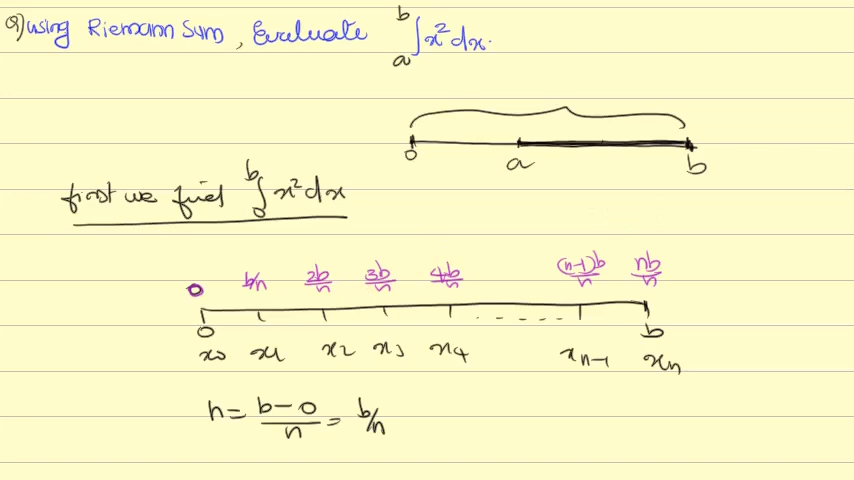 Q) using Riemann Sum, Evaluate ∫ₐᵇ x² dx.
0 a b
first we find ∫₀ᵇ x² dx
0 b/n 2b/n 3b/n 4b/n (n-1)b/n nb/n
0 - - - - - - b
x₀ x₁ x₂ x₃ x₄ xₙ₋₁ xₙ
h = (b - 0)/n = b/n